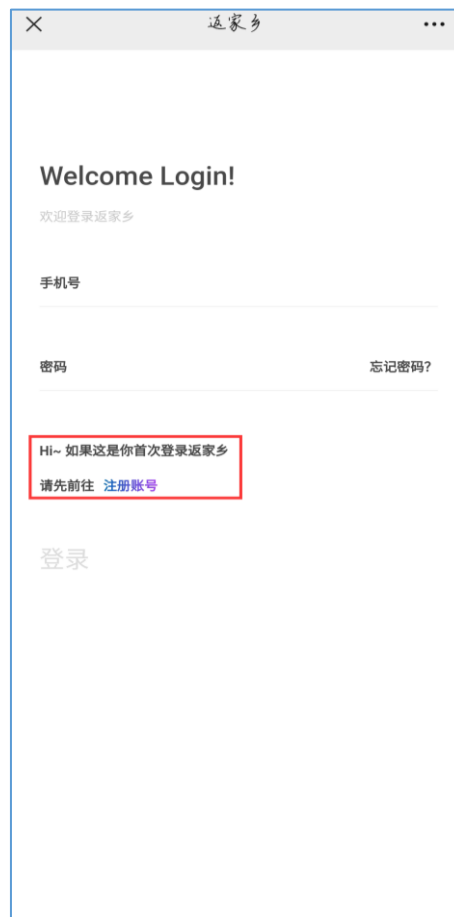 返家乡
Welcome Login!
欢迎登录返家乡
手机号
密码 忘记密码?
Hi~ 如果这是你首次登录返家乡
请先前往 注册账号
登录